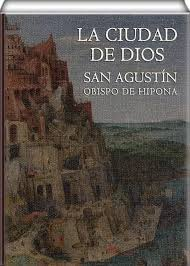 LA CIUDAD
DE DIOS
SAN AGUSTÍN
OBISPO DE HIPONA